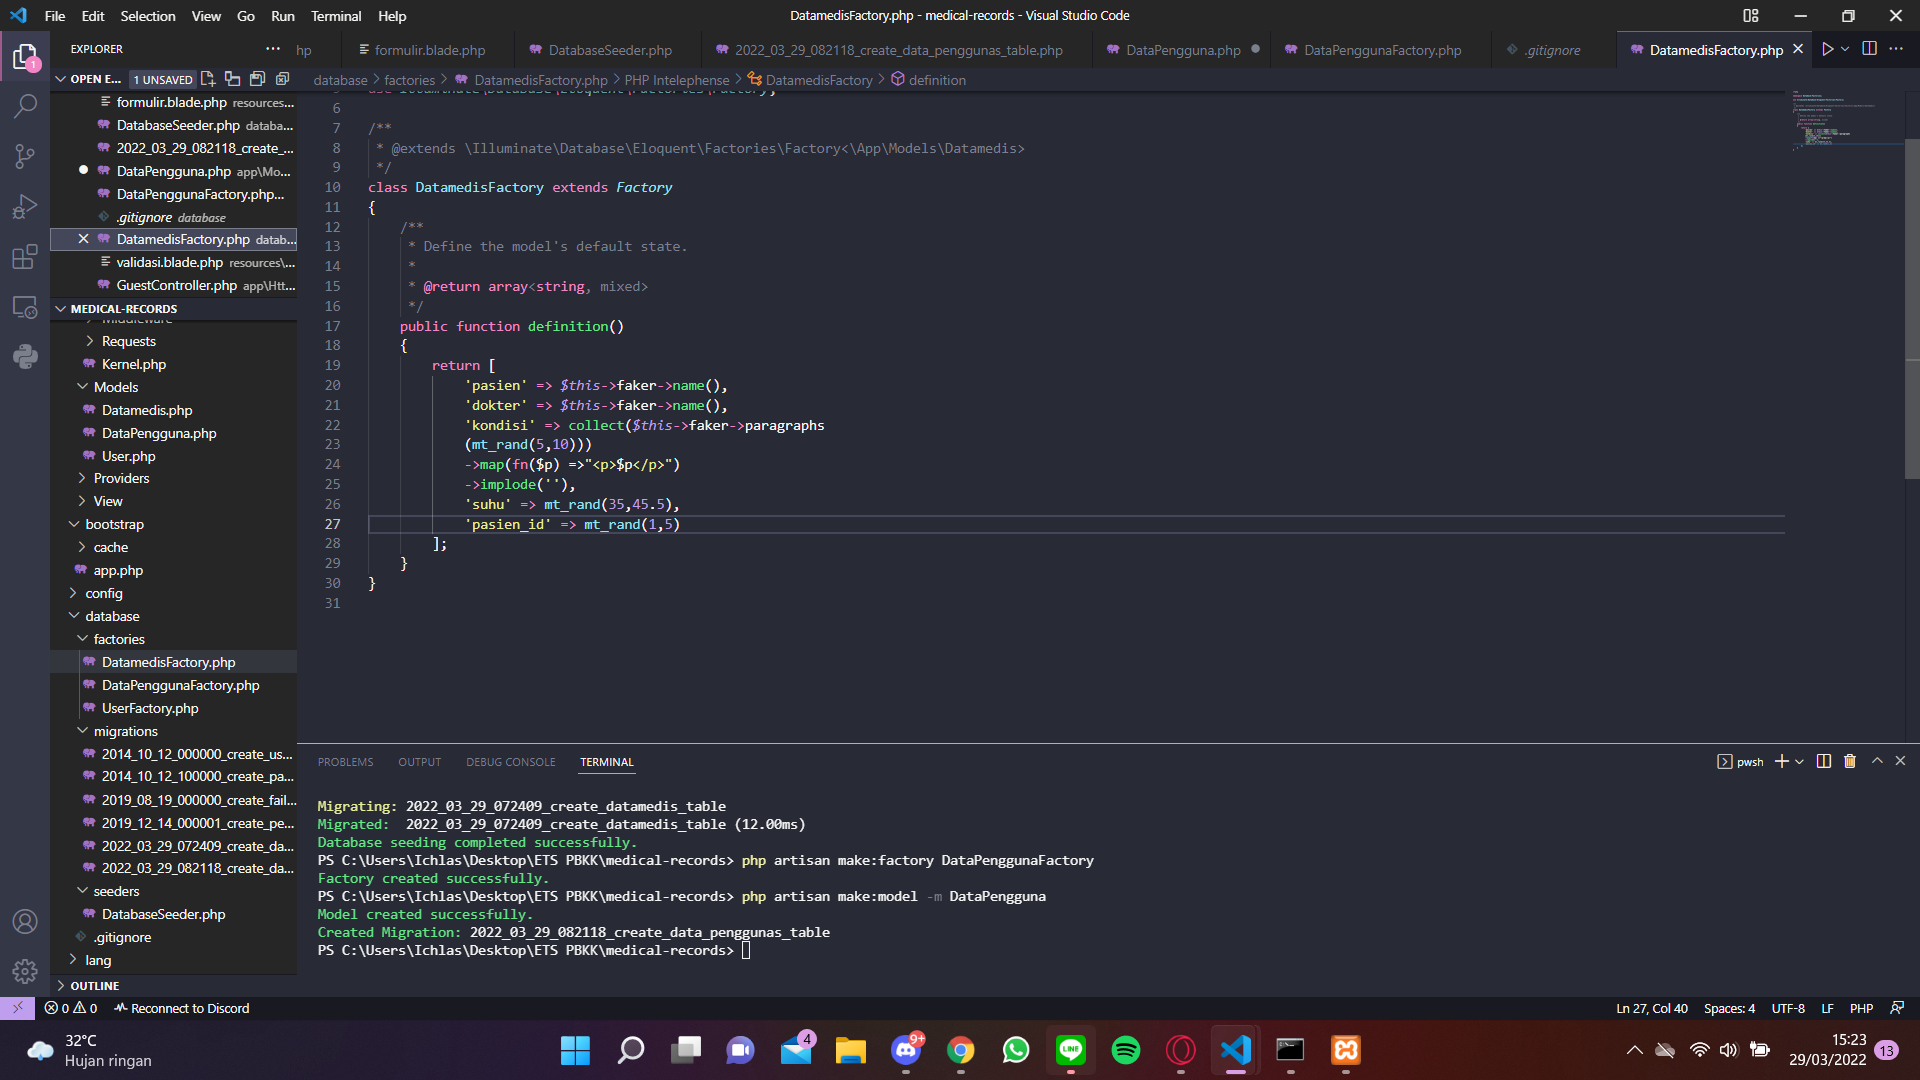 File Edit Selection View Go Run Terminal Help
DatamedisFactory.php - medical-records - Visual Studio Code
EXPLORER
hp
formulir.blade.php
DatabaseSeeder.php
2022_03_29_082118_create_data_penggunas_table.php
DataPengguna.php
DataPenggunaFactory.php
.gitignore
DatamedisFactory.php
OPEN E...
1 UNSAVED
database > factories > DatamedisFactory.php > PHP Intelephense > DatamedisFactory > definition
formulir.blade.php resources...
DatabaseSeeder.php databa...
2022_03_29_082118_create_...
DataPengguna.php app\Mo...
DataPenggunaFactory.php...
.gitignore database
DatamedisFactory.php datab...
validasi.blade.php resources\...
GuestController.php app\Htt...
MEDICAL-RECORDS
Middleware
Requests
Kernel.php
Models
Datamedis.php
DataPengguna.php
User.php
Providers
View
bootstrap
cache
app.php
config
database
factories
DatamedisFactory.php
DataPenggunaFactory.php
UserFactory.php
migrations
2014_10_12_000000_create_us...
2014_10_12_100000_create_pa...
2019_08_19_000000_create_fail...
2019_12_14_000001_create_pe...
2022_03_29_072409_create_da...
2022_03_29_082118_create_da...
seeders
DatabaseSeeder.php
.gitignore
lang
OUTLINE
use Illuminate\Database\Eloquent\Factories\Factory;
6
7 /**
8 * @extends \Illuminate\Database\Eloquent\Factories\Factory<\App\Models\Datamedis>
9 */
10 class DatamedisFactory extends Factory
11 {
12 /**
13 * Define the model's default state.
14 *
15 * @return array<string, mixed>
16 */
17 public function definition()
18 {
19 return [
20 'pasien' => $this->faker->name(),
21 'dokter' => $this->faker->name(),
22 'kondisi' => collect($this->faker->paragraphs
23 (mt_rand(5,10)))
24 ->map(fn($p) =>"<p>$p</p>")
25 ->implode(''),
26 'suhu' => mt_rand(35,45.5),
27 'pasien_id' => mt_rand(1,5)
28 ];
29 }
30 }
31
PROBLEMS OUTPUT DEBUG CONSOLE TERMINAL
pwsh
Migrating: 2022_03_29_072409_create_datamedis_table
Migrated: 2022_03_29_072409_create_datamedis_table (12.00ms)
Database seeding completed successfully.
PS C:\Users\Ichlas\Desktop\ETS PBKK\medical-records> php artisan make:factory DataPenggunaFactory
Factory created successfully.
PS C:\Users\Ichlas\Desktop\ETS PBKK\medical-records> php artisan make:model -m DataPengguna
Model created successfully.
Created Migration: 2022_03_29_082118_create_data_penggunas_table
PS C:\Users\Ichlas\Desktop\ETS PBKK\medical-records>
0 0 Reconnect to Discord
Ln 27, Col 40 Spaces: 4 UTF-8 LF PHP
32°C
Hujan ringan
4
9+
LINE
15:23
29/03/2022
13
1